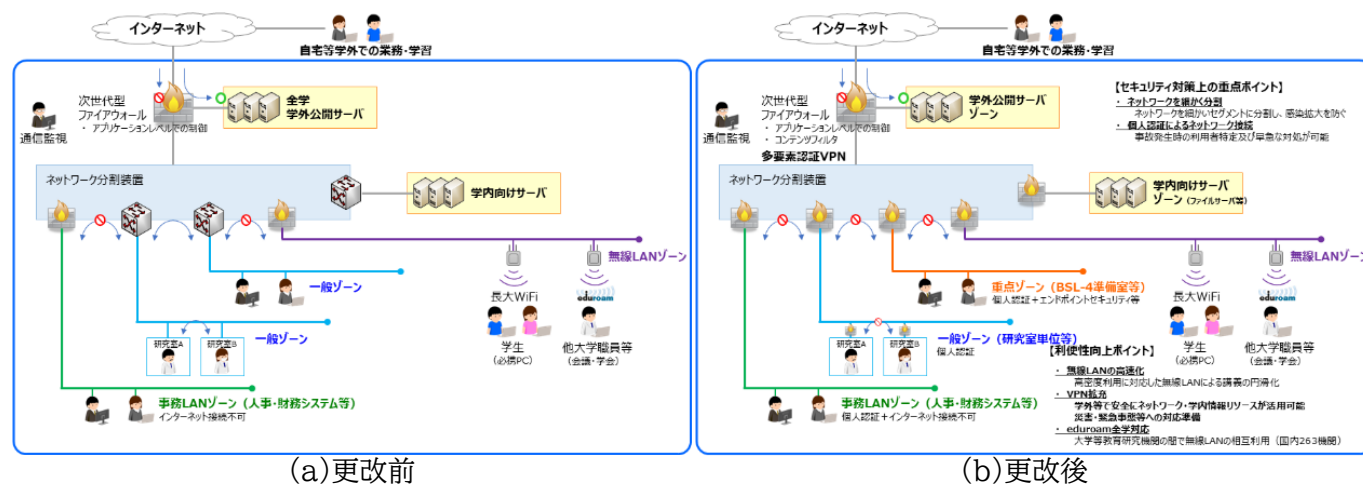 インターネット
自宅等学外での業務・学習
次世代型
ファイアウォール
・ アプリケーションレベルでの制御
通信監視
全学
学外公開サーバ
ネットワーク分割装置
学内向けサーバ
無線LANゾーン
一般ゾーン
長大WiFi
eduroam
学生
(必携PC)
他大学職員等
(会議・学会)
一般ゾーン
研究室A
研究室B
事務LANゾーン（人事・財務システム等）
インターネット接続不可
(a)更改前
インターネット
自宅等学外での業務・学習
次世代型
ファイアウォール
・ アプリケーションレベルでの制御
・ コンテンツフィルタ
通信監視
学外公開サーバ
ゾーン
【セキュリティ対策上の重点ポイント】
・ ネットワークを細かく分割
ネットワークを細かいセグメントに分割し、感染拡大を防ぐ
・ 個人認証によるネットワーク接続
事故発生時の利用者特定及び早急な対処が可能
多要素認証VPN
ネットワーク分割装置
学内向けサーバ
ゾーン（ファイルサーバ等）
無線LANゾーン
重点ゾーン（BSL-4準備室等）
個人認証＋エンドポイントセキュリティ等
長大WiFi
eduroam
学生
(必携PC)
他大学職員等
(会議・学会)
一般ゾーン（研究室単位等）
個人認証
研究室A
研究室B
事務LANゾーン（人事・財務システム等）
個人認証＋インターネット接続不可
【利便性向上ポイント】
・ 無線LANの高速化
高密度利用に対応した無線LANによる講義の円滑化
・ VPN拡充
学外等で安全にネットワーク・学内情報リソースが活用可能
災害・緊急事態等への対応準備
・ eduroam全学対応
大学等教育研究機関の間で無線LANの相互利用（国内263機関）
(b)更改後